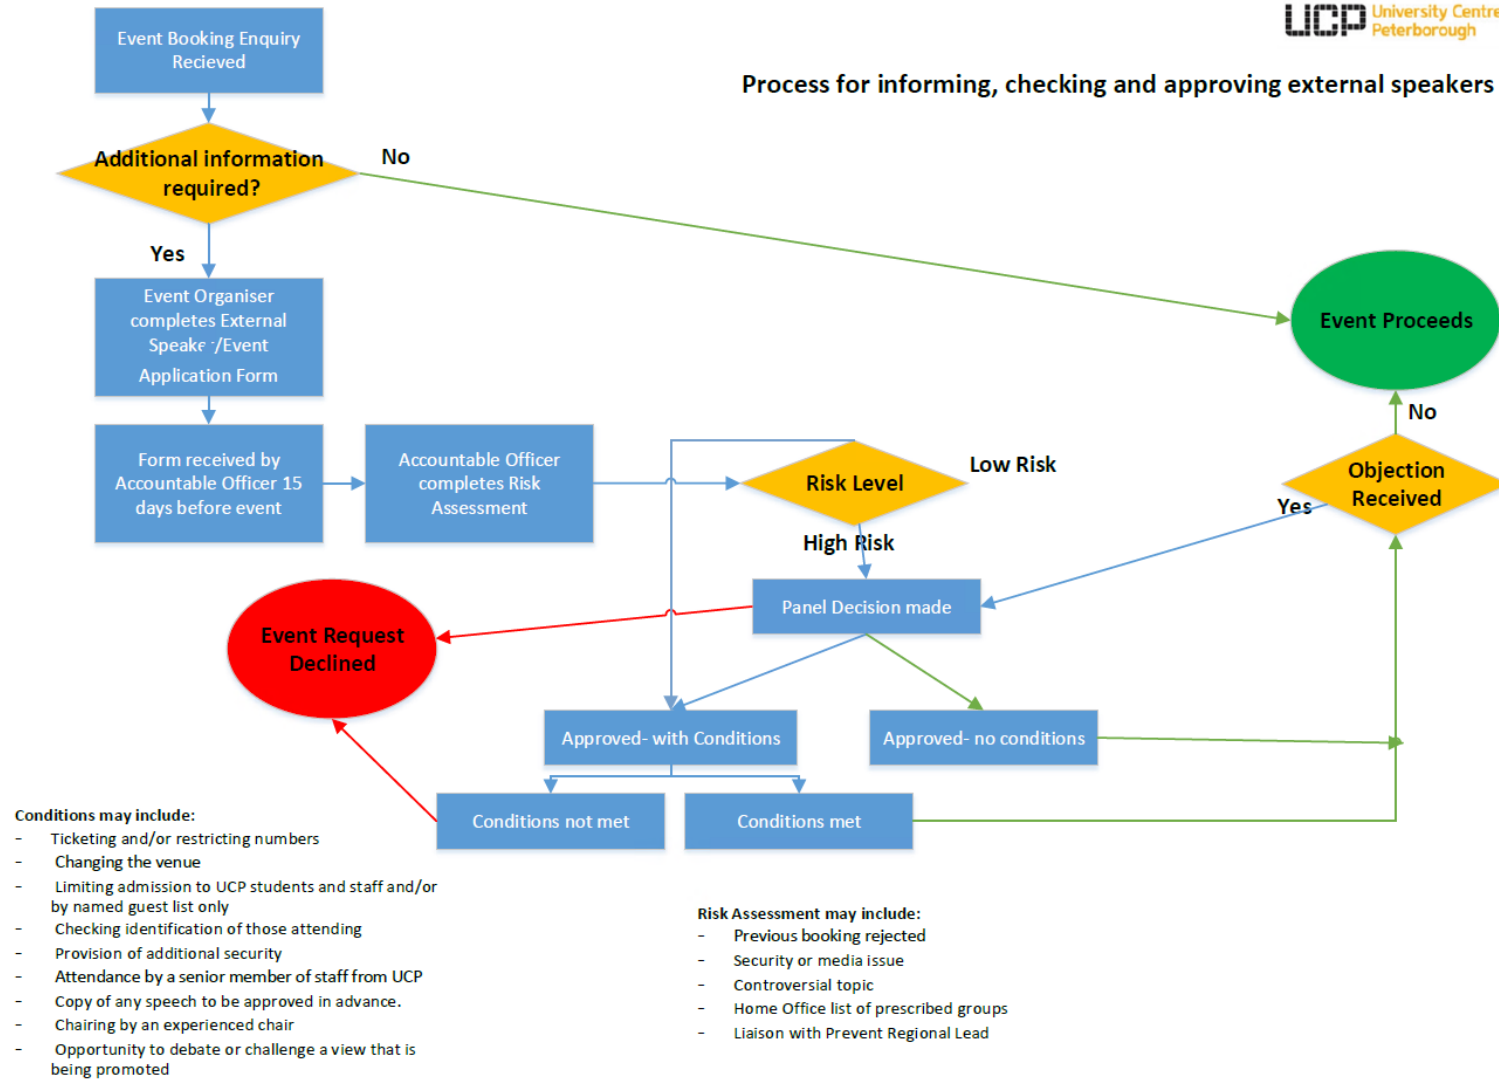 UCP University Centre
Peterborough
Process for informing, checking and approving external speakers
Event Booking Enquiry
Recieved
Additional information
required?
No
Yes
Event Organiser
completes External
/Event
Application Form
Form received by
Accountable Officer 15
days before event
Accountable Officer
completes Risk
Assessment
Risk Level
Low Risk
High Risk
Event Proceeds
No
Objection
Received
Yes
Panel Decision made
Event Request
Declined
Approved- with Conditions
Approved- no conditions
Conditions not met
Conditions met
Conditions may include:
- Ticketing and/or restricting numbers
- Changing the venue
- Limiting admission to UCP students and staff and/or
by named guest list only
- Checking identification of those attending
- Provision of additional security
- Attendance by a senior member of staff from UCP
- Copy of any speech to be approved in advance.
- Chairing by an experienced chair
- Opportunity to debate or challenge a view that is
being promoted
Risk Assessment may include:
- Previous booking rejected
- Security or media issue
- Controversial topic
- Home Office list of prescribed groups
- Liaison with Prevent Regional Lead